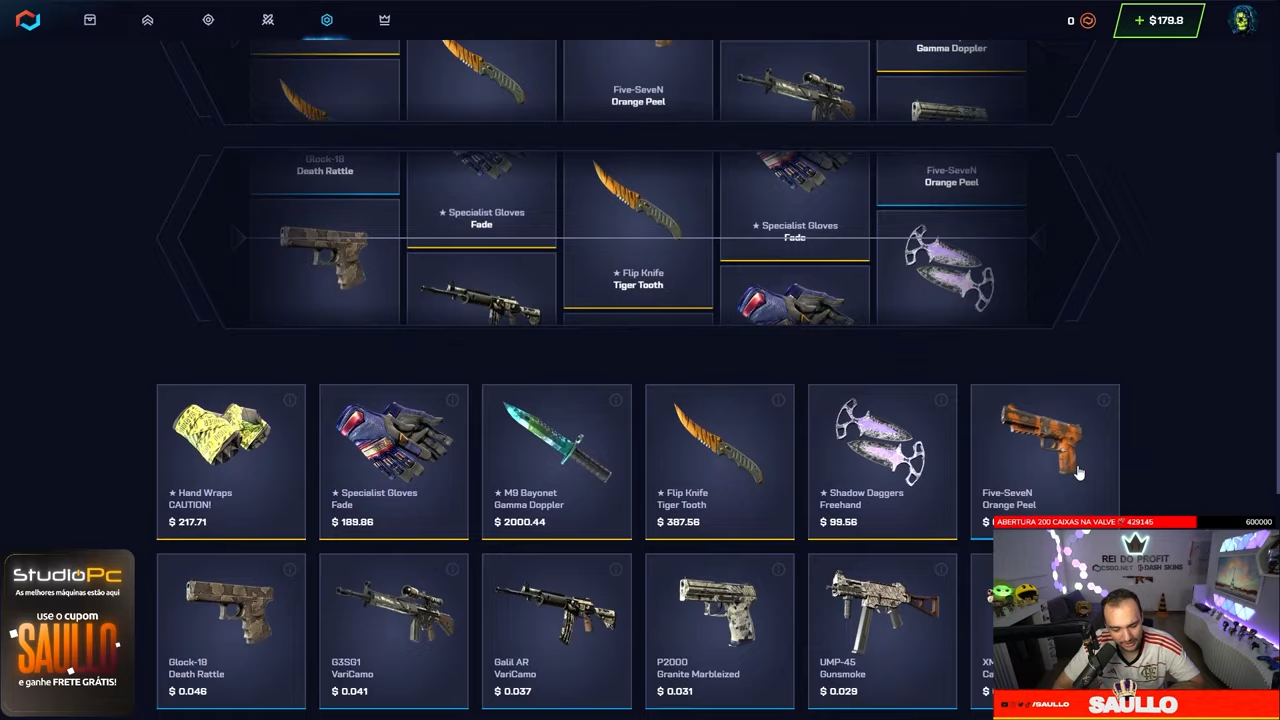 0
+ $179.8
Gamma Doppler
Five-SeveN
Orange Peel
Glock-18
Death Rattle
★ Specialist Gloves
Fade
★ Flip Knife
Tiger Tooth
★ Specialist Gloves
Fade
Five-SeveN
Orange Peel
★ Hand Wraps
CAUTION!
$ 217.71
★ Specialist Gloves
Fade
$ 189.86
★ M9 Bayonet
Gamma Doppler
$ 2000.44
★ Flip Knife
Tiger Tooth
$ 387.56
★ Shadow Daggers
Freehand
$ 99.56
Five-SeveN
Orange Peel
Glock-18
Death Rattle
$ 0.046
G3SG1
VariCamo
$ 0.041
Galil AR
VariCamo
$ 0.037
P2000
Granite Marbleized
$ 0.031
UMP-45
Gunsmoke
$ 0.029
StudioPc
As melhores máquinas estão aqui
use o cupom
SAULLO
e ganhe FRETE GRÁTIS!
ABERTURA 200 CAIXAS NA VALVE 429145
600000
REI DO PROFIT
CSGO.NET DASH SKINS
/SAULLO
SAULLO